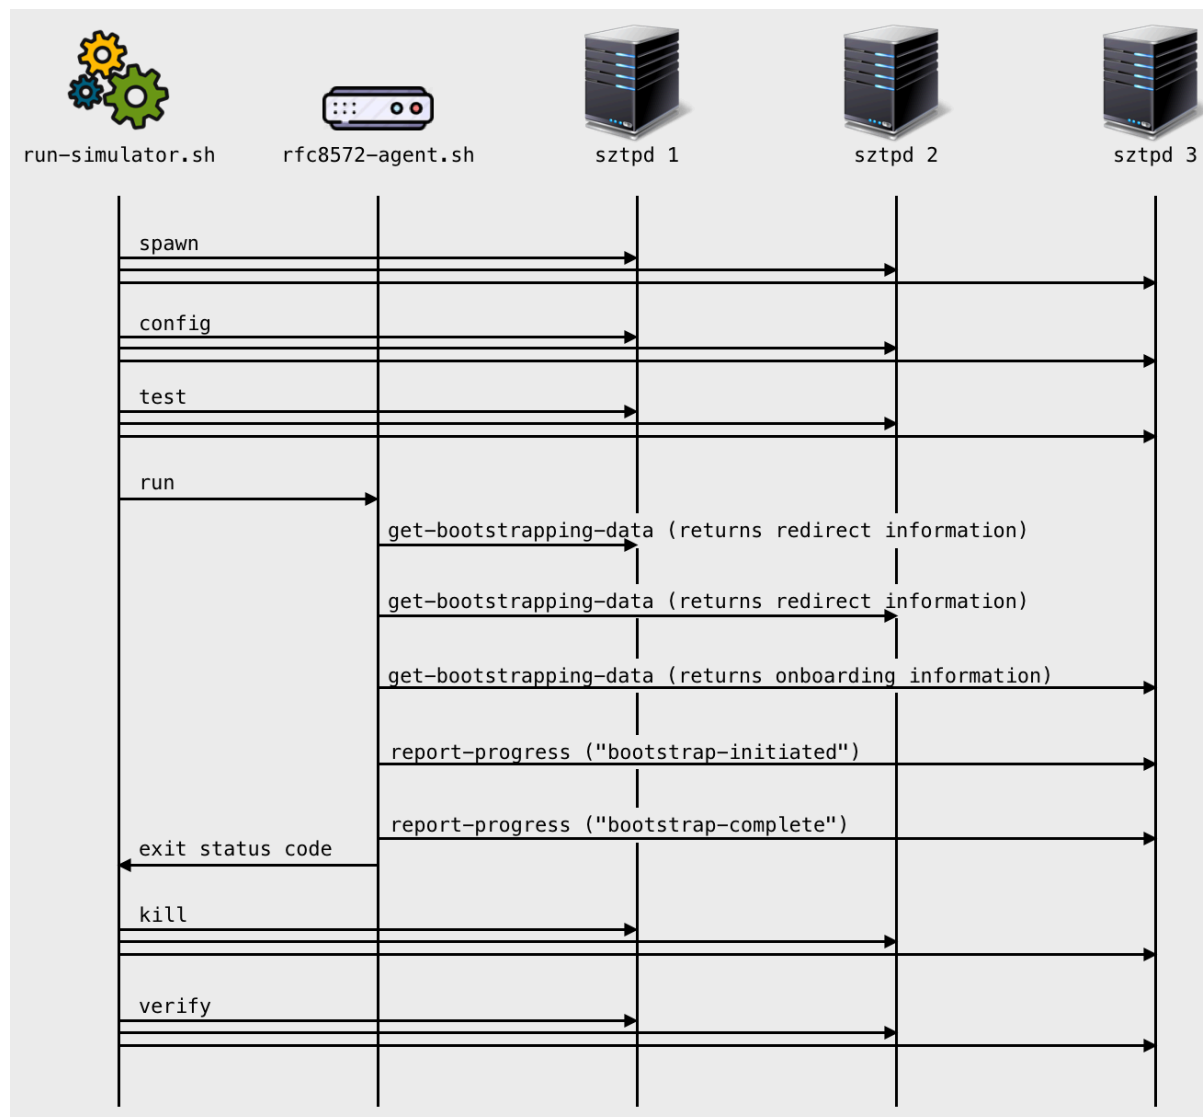 run-simulator.sh rfc8572-agent.sh sztpd 1 sztpd 2 sztpd 3
spawn
config
test
run
get-bootstrapping-data (returns redirect information)
get-bootstrapping-data (returns redirect information)
get-bootstrapping-data (returns onboarding information)
report-progress ("bootstrap-initiated")
report-progress ("bootstrap-complete")
exit status code
kill
verify